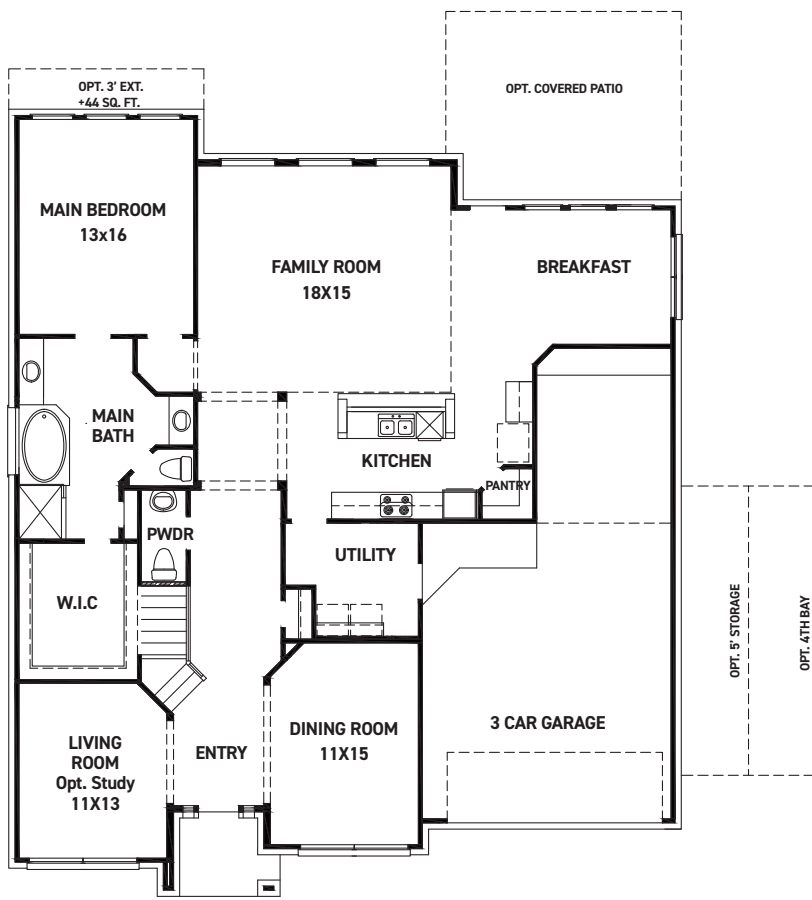 OPT. 3' EXT.
+44 SQ. FT.
OPT. COVERED PATIO
MAIN BEDROOM
13x16
FAMILY ROOM
18X15
BREAKFAST
MAIN
BATH
KITCHEN
PANTRY
PWDR
UTILITY
W.I.C
OPT. 5' STORAGE
OPT. 4TH BAY
LIVING
ROOM
Opt. Study
11X13
ENTRY
DINING ROOM
11X15
3 CAR GARAGE